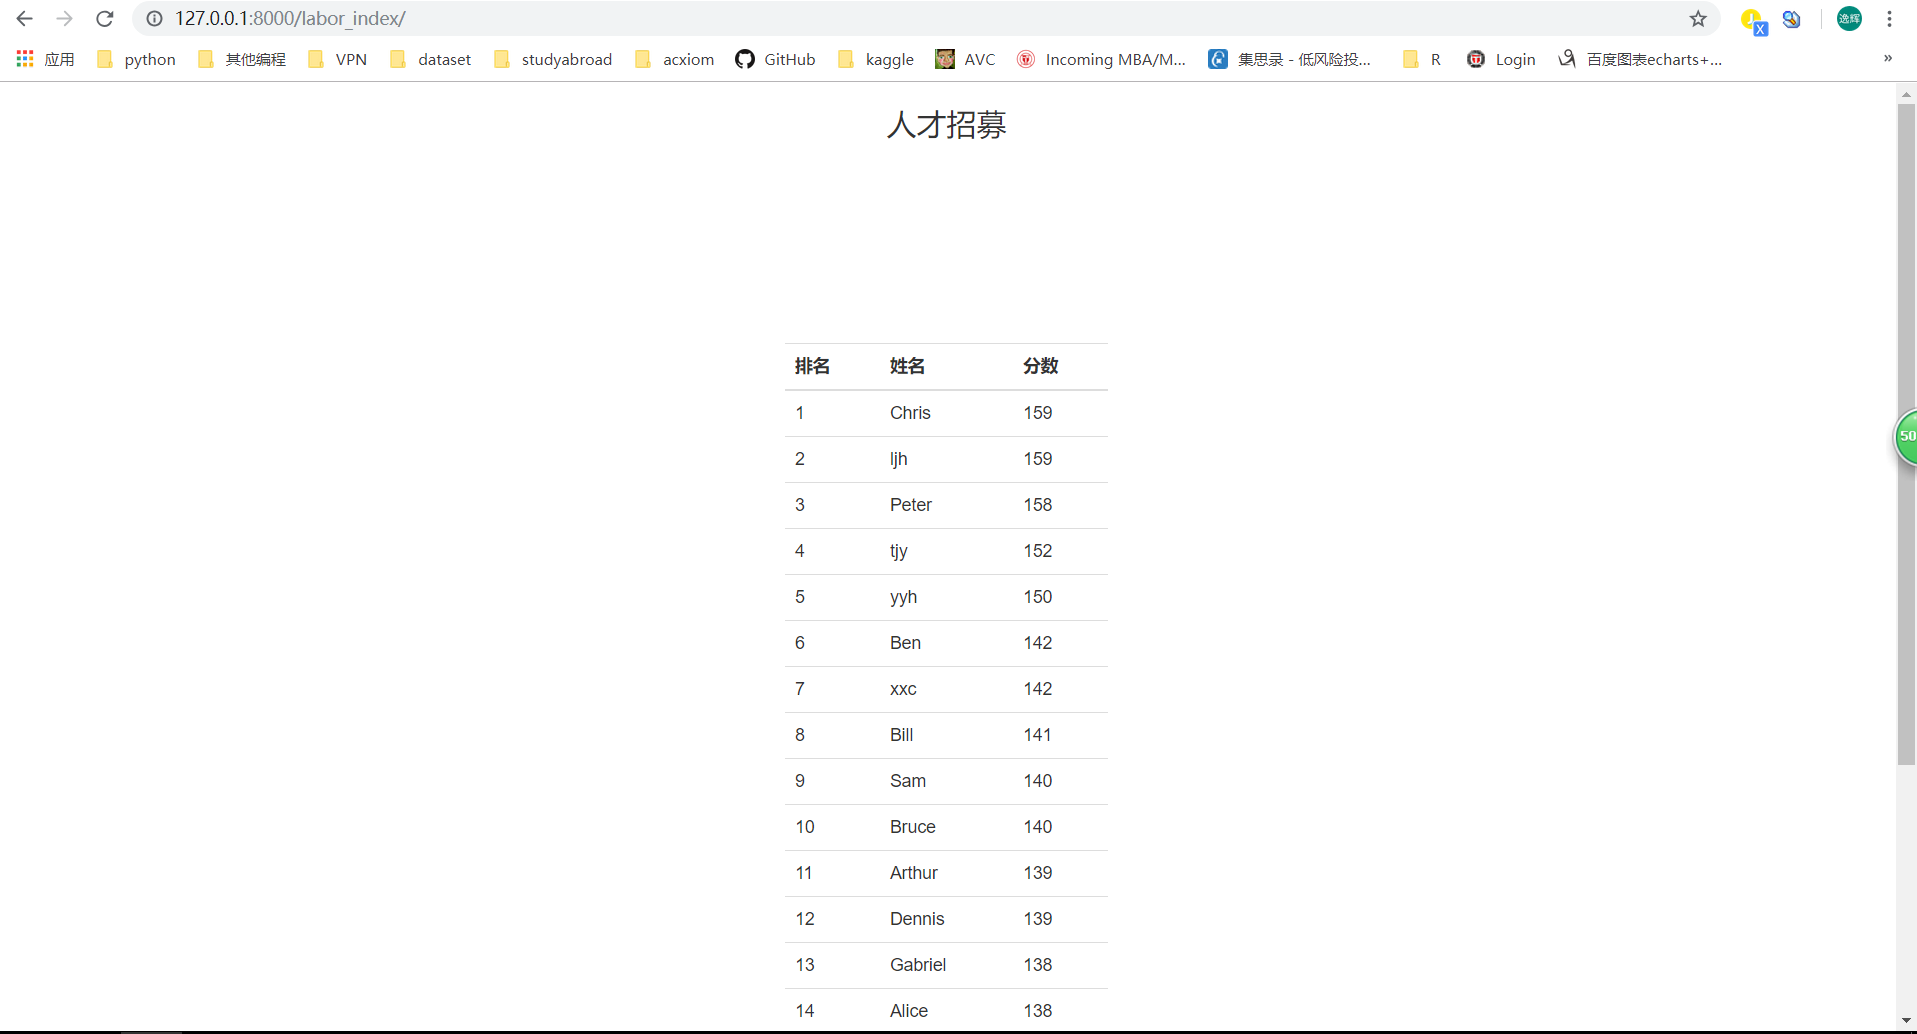 127.0.0.1:8000/labor_index/
逸辉
应用 python 其他编程 VPN dataset studyabroad acxiom GitHub kaggle AVC Incoming MBA/M... 集思录 - 低风险投... R Login 百度图表echarts+... »
人才招募
排名 姓名 分数
1 Chris 159
2 ljh 159
3 Peter 158
4 tjy 152
5 yyh 150
6 Ben 142
7 xxc 142
8 Bill 141
9 Sam 140
10 Bruce 140
11 Arthur 139
12 Dennis 139
13 Gabriel 138
14 Alice 138
50